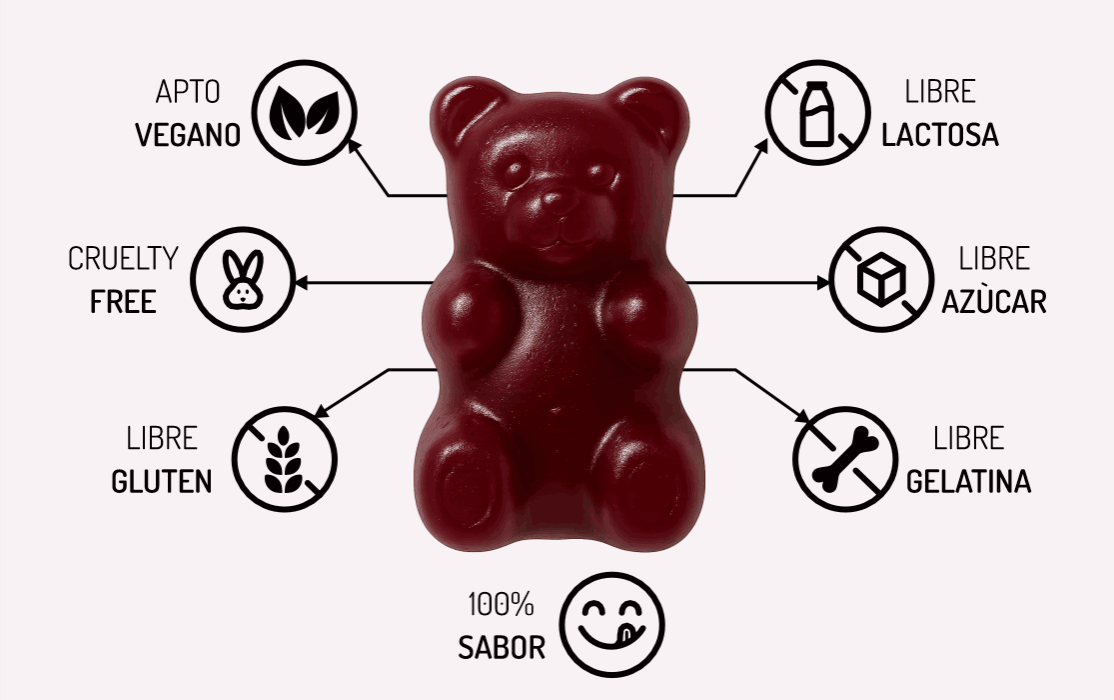 APTO
VEGANO
LIBRE
LACTOSA
CRUELTY
FREE
LIBRE
AZÙCAR
LIBRE
GLUTEN
LIBRE
GELATINA
100%
SABOR